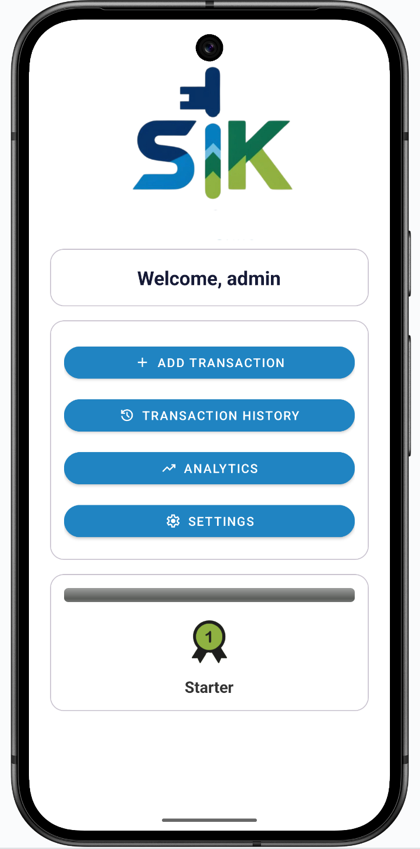 SiK
Welcome, admin
ADD TRANSACTION
TRANSACTION HISTORY
ANALYTICS
SETTINGS
1
Starter